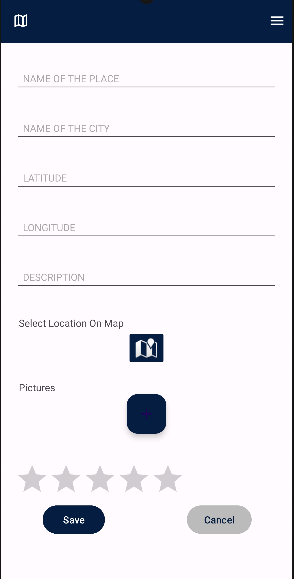 NAME OF THE PLACE
NAME OF THE CITY
LATITUDE
LONGITUDE
DESCRIPTION
Select Location On Map
Pictures
Save
Cancel